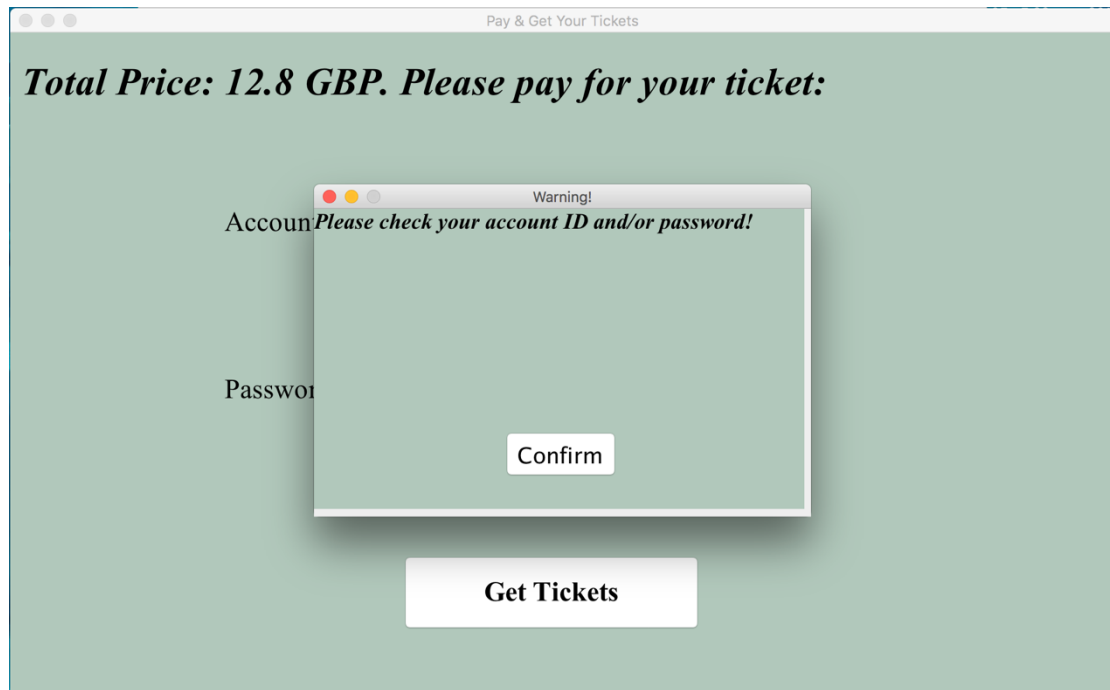 Pay & Get Your Tickets
Total Price: 12.8 GBP. Please pay for your ticket:
Warning!
Please check your account ID and/or password!
Confirm
Get Tickets